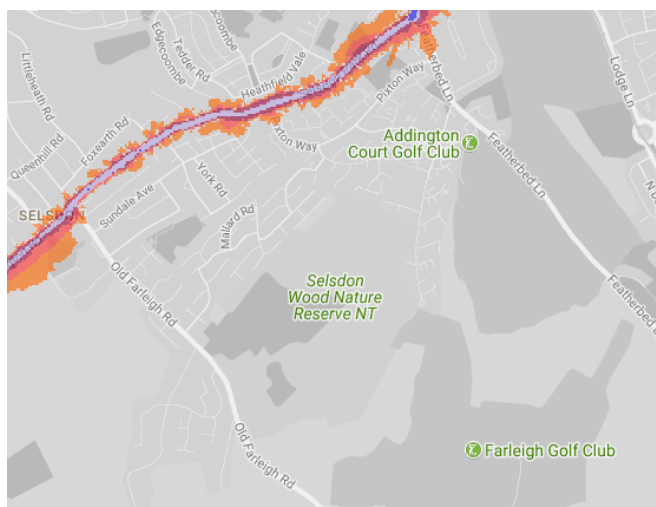 Edgecoombe
Tedder Rd
Littleheath Rd
Heathfield Vale
Featherbed Ln
Lodge Ln
Pixton Way
Foxearth Rd
Queenhill Rd
Addington
Court Golf Club
Featherbed Ln
York Rd
Sundale Ave
SELSDON
Mallard Rd
Old Farleigh Rd
Selsdon
Wood Nature
Reserve NT
Old Farleigh Rd
Farleigh Golf Club